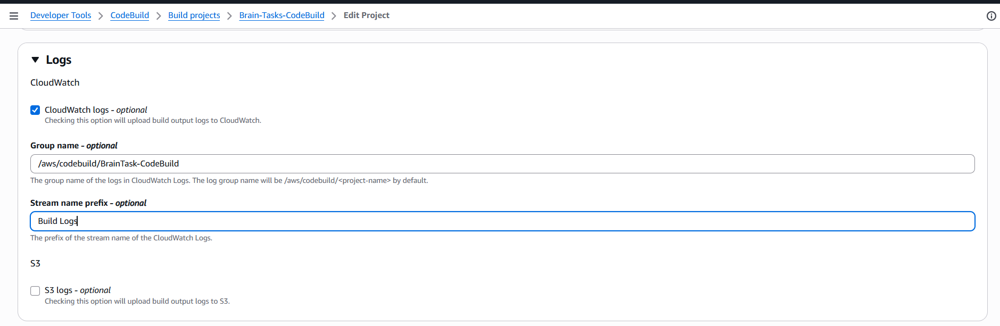 Developer Tools > CodeBuild > Build projects > Brain-Tasks-CodeBuild > Edit Project
Logs
CloudWatch
CloudWatch logs - optional
Checking this option will upload build output logs to CloudWatch.
Group name - optional
/aws/codebuild/BrainTask-CodeBuild
The group name of the logs in CloudWatch Logs. The log group name will be /aws/codebuild/<project-name> by default.
Stream name prefix - optional
Build Logs
The prefix of the stream name of the CloudWatch Logs.
S3
S3 logs - optional
Checking this option will upload build output logs to S3.